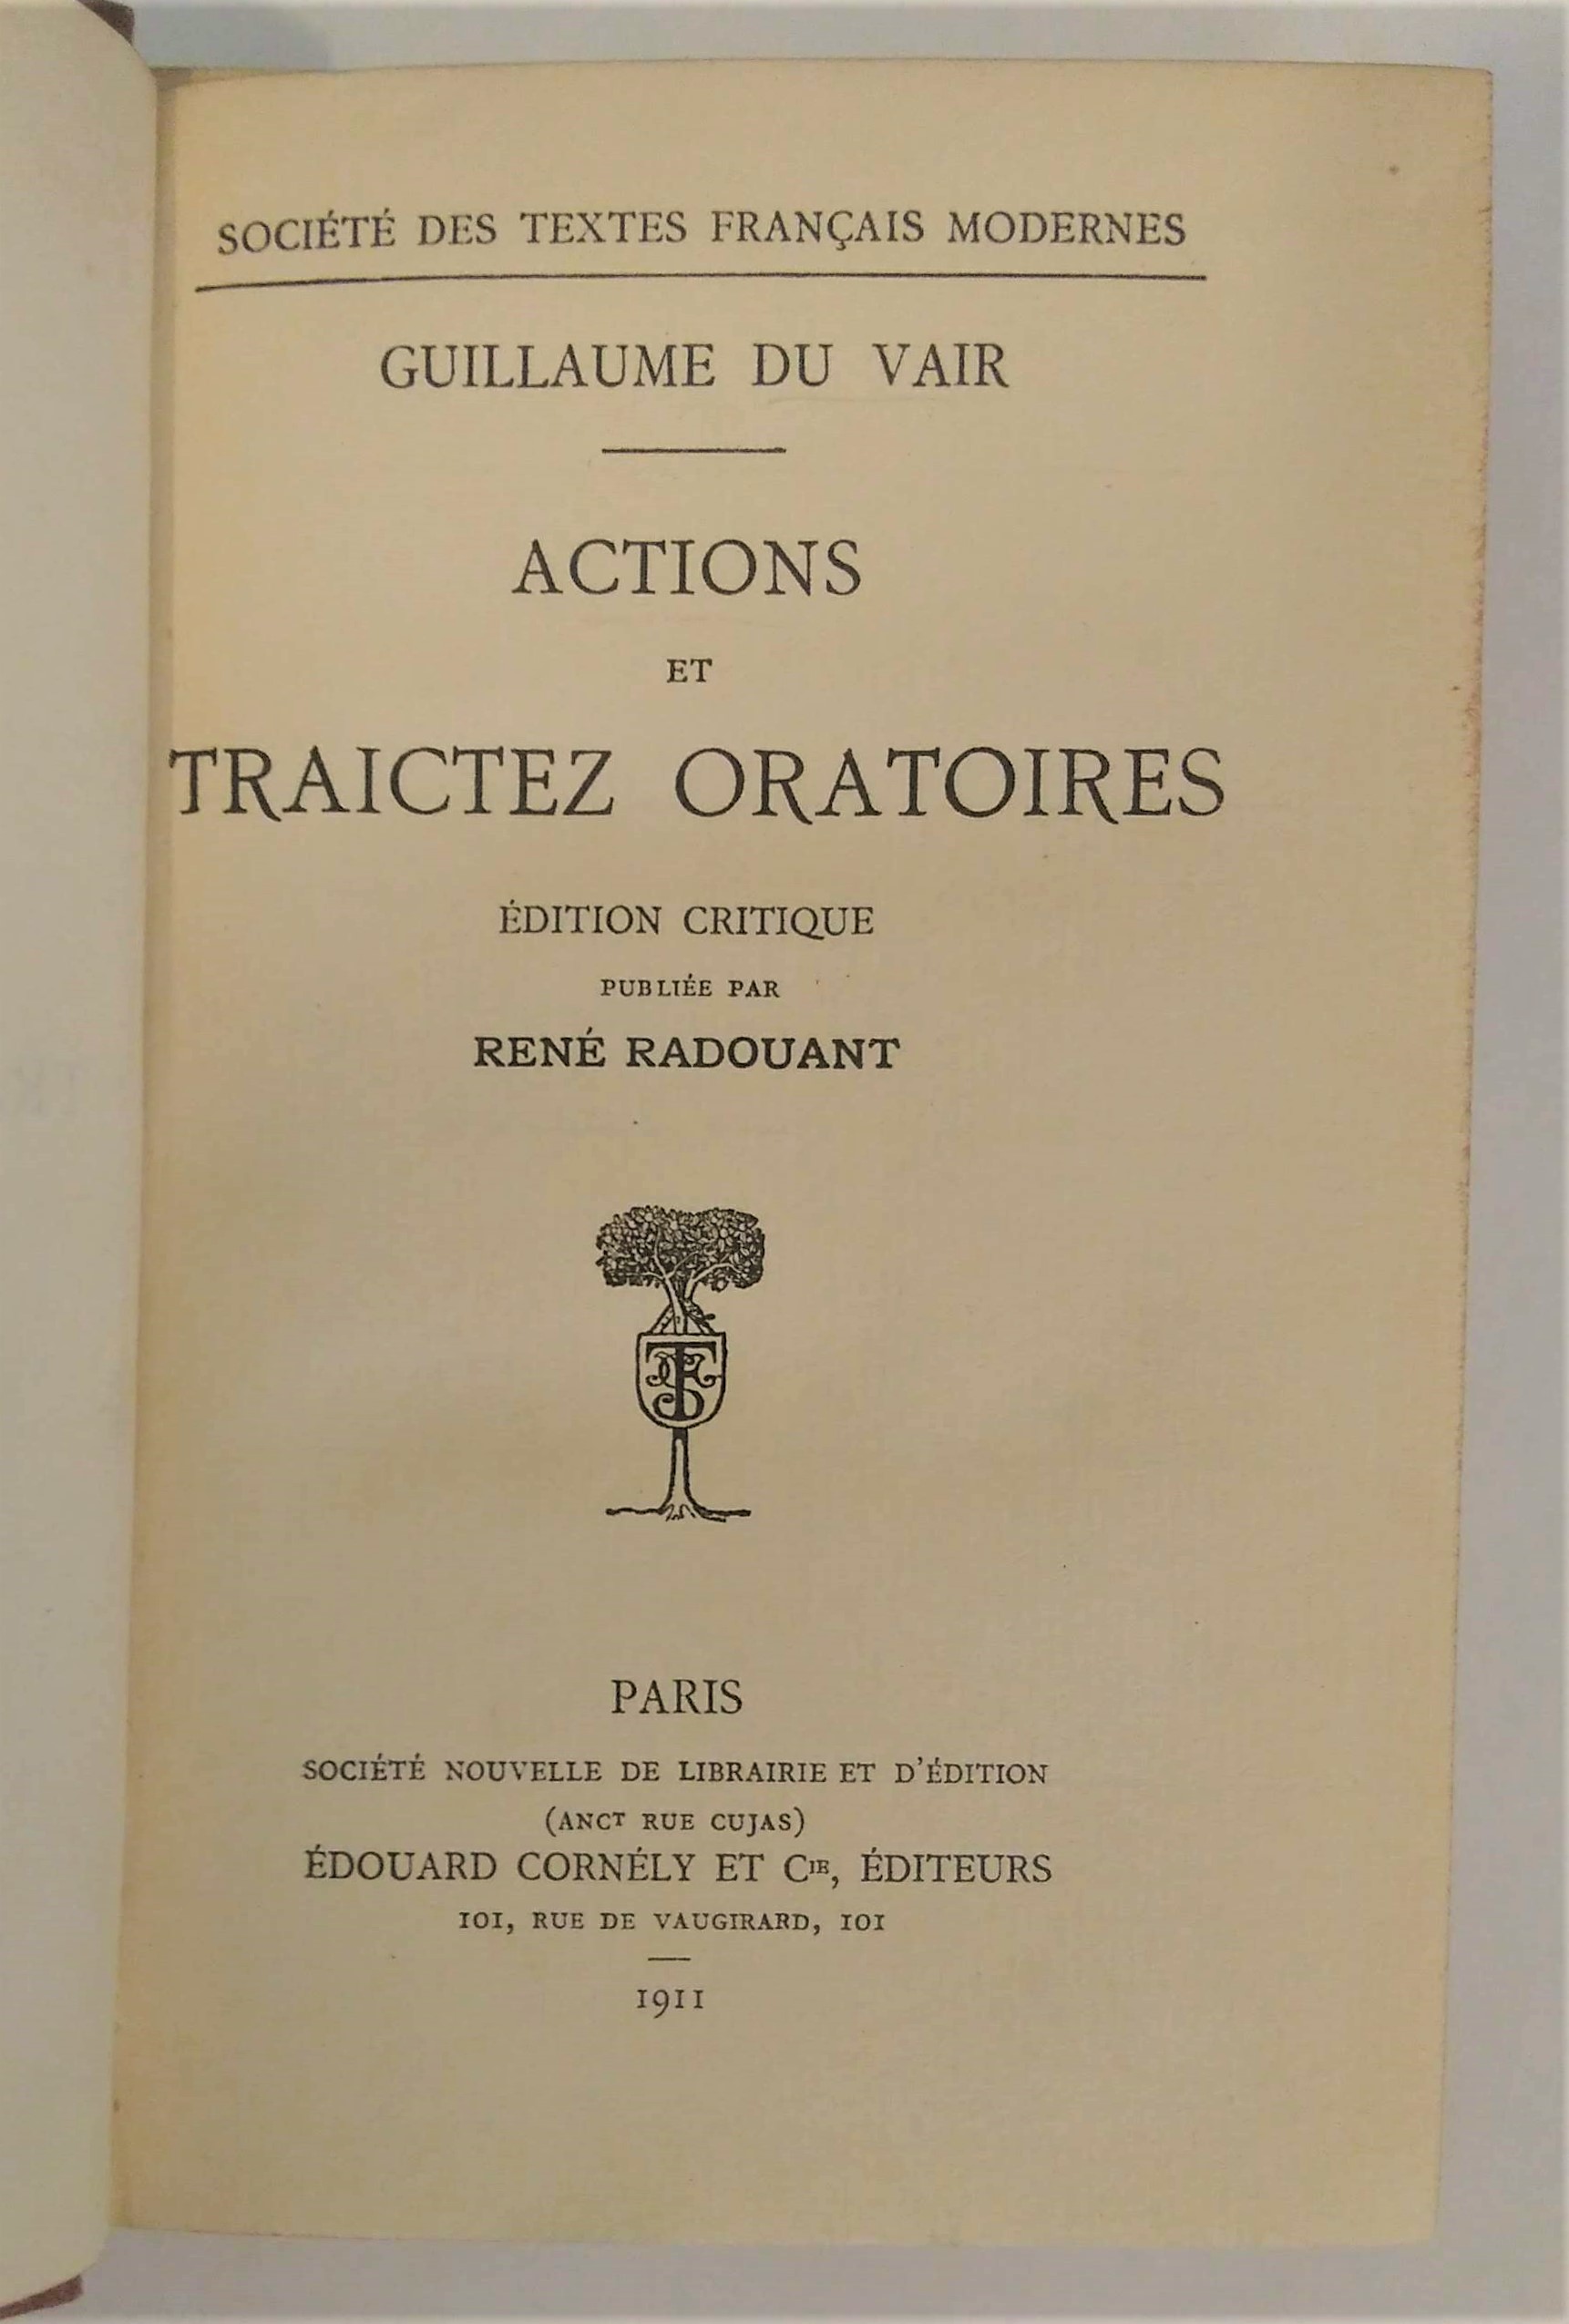 SOCIÉTÉ DES TEXTES FRANÇAIS MODERNES
GUILLAUME DU VAIR
ACTIONS
ET
TRAICTEZ ORATOIRES
ÉDITION CRITIQUE
PUBLIÉE PAR
RENÉ RADOUANT
PARIS
SOCIÉTÉ NOUVELLE DE LIBRAIRIE ET D'ÉDITION
(ANCT RUE CUJAS)
ÉDOUARD CORNÉLY ET CIE, ÉDITEURS
101, RUE DE VAUGIRARD, 101
1911